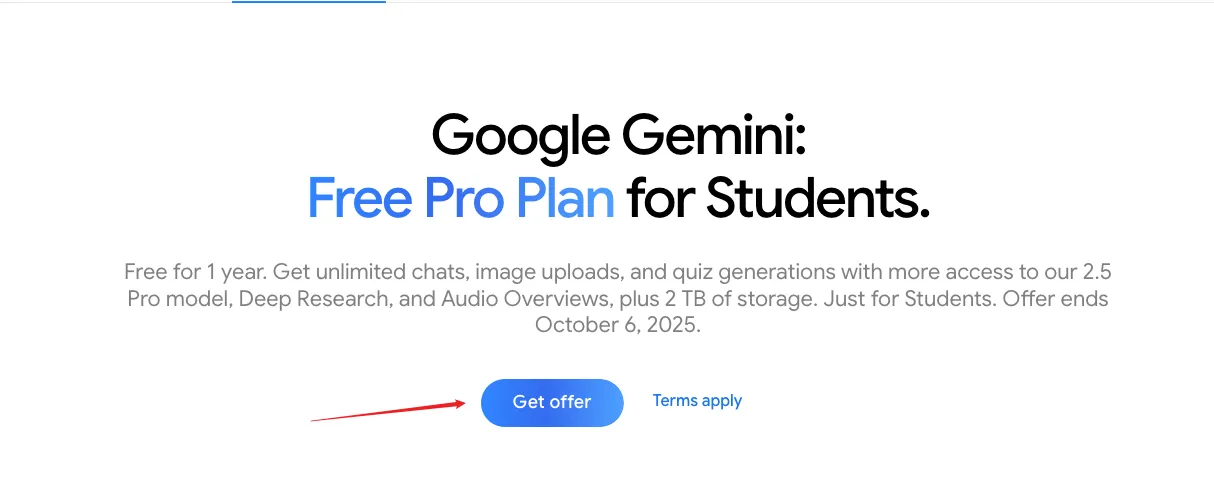 Google Gemini:
Free Pro Plan for Students.
Free for 1 year. Get unlimited chats, image uploads, and quiz generations with more access to our 2.5
Pro model, Deep Research, and Audio Overviews, plus 2 TB of storage. Just for Students. Offer ends
October 6, 2025.
Get offer Terms apply